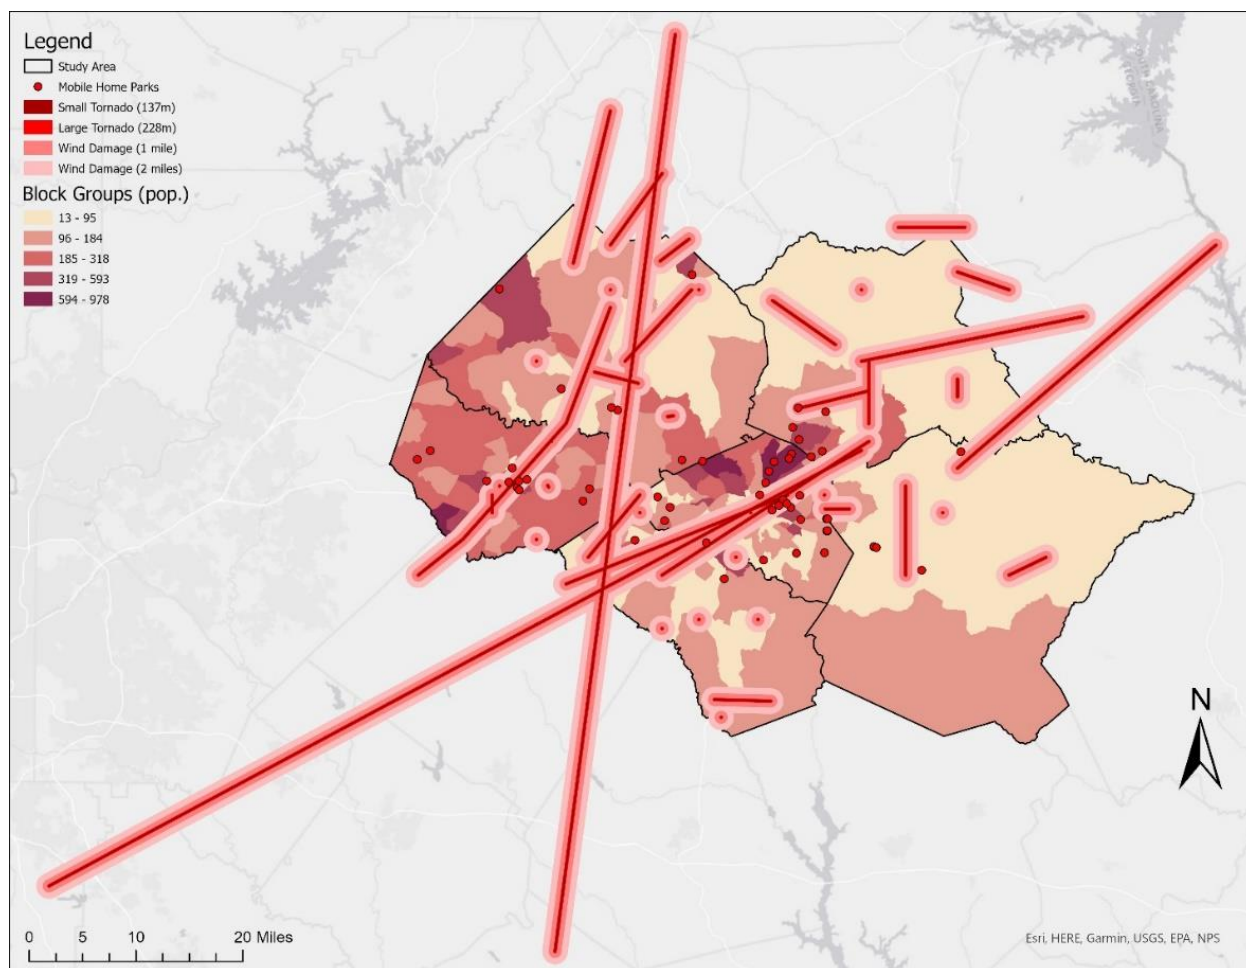 Legend
Study Area
Mobile Home Parks
Small Tornado (137m)
Large Tornado (228m)
Wind Damage (1 mile)
Wind Damage (2 miles)
Block Groups (pop.)
13 - 95
96 - 184
185 - 318
319 - 593
594 - 978
SOUTH CAROLINA
N
0 5 10 20 Miles
Esri, HERE, Garmin, USGS, EPA, NPS